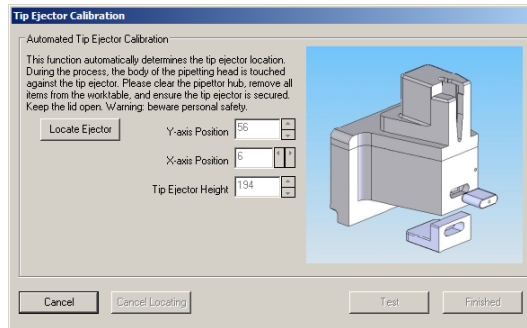 Tip Ejector Calibration
Automated Tip Ejector Calibration
This function automatically determines the tip ejector location.
During the process, the body of the pipetting head is touched
against the tip ejector. Please clear the pipettor hub, remove all
items from the worktable, and ensure the tip ejector is secured.
Keep the lid open. Warning: beware personal safety.
Locate Ejector
Y-axis Position 56
X-axis Position 6
Tip Ejector Height 194
Cancel Cancel Locating Test Finished